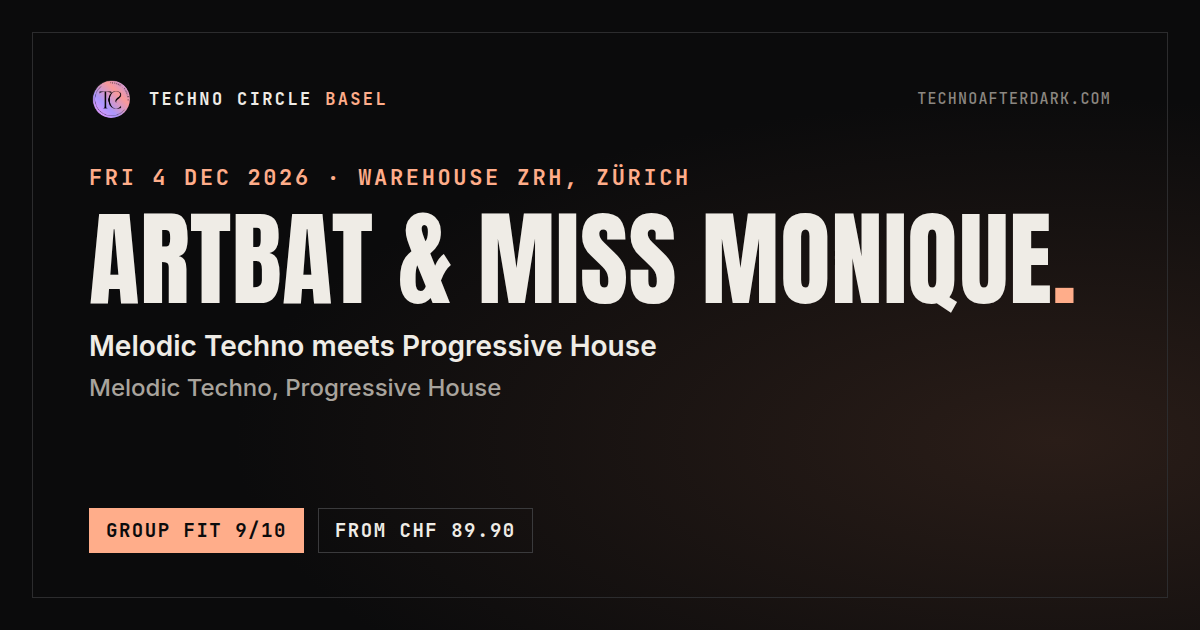 TC
TECHNO CIRCLE BASEL
TECHNOAFTERDARK.COM
FRI 4 DEC 2026 · WAREHOUSE ZRH, ZÜRICH
ARTBAT & MISS MONIQUE.
Melodic Techno meets Progressive House
Melodic Techno, Progressive House
GROUP FIT 9/10
FROM CHF 89.90